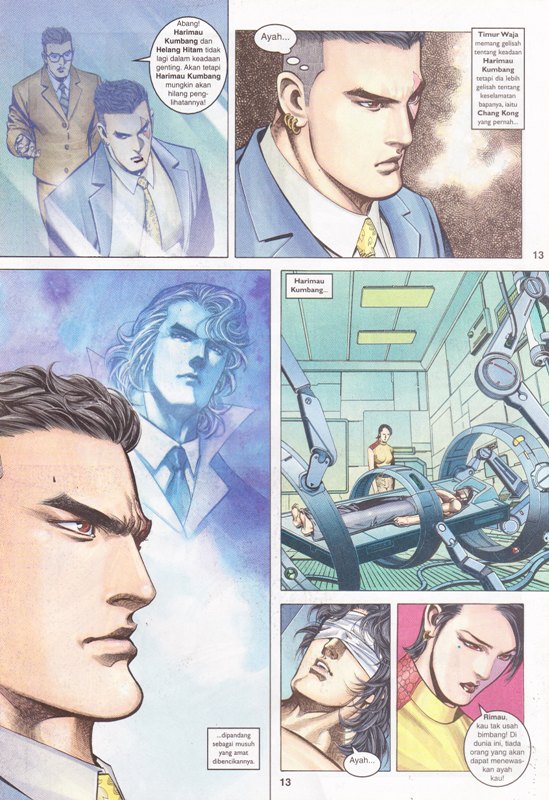 Abang!
Harimau
Kumbang dan
Helang Hitam tidak
lagi dalam keadaan
genting. Akan tetapi
Harimau Kumbang
mungkin akan
hilang peng-
lihatannya!
Ayah...
Timur Waja
memang gelisah
tentang keadaan
Harimau
Kumbang
tetapi dia lebih
gelisah tentang
keselamatan
bapanya, iaitu
Chang Kong
yang pernah...
13
...dipandang
sebagai musuh
yang amat
dibencikannya.
Harimau
Kumbang...
Ayah...
Rimau,
kau tak usah
bimbang! Di
dunia ini, tiada
orang yang akan
dapat menewas-
kan ayah
kau!
13